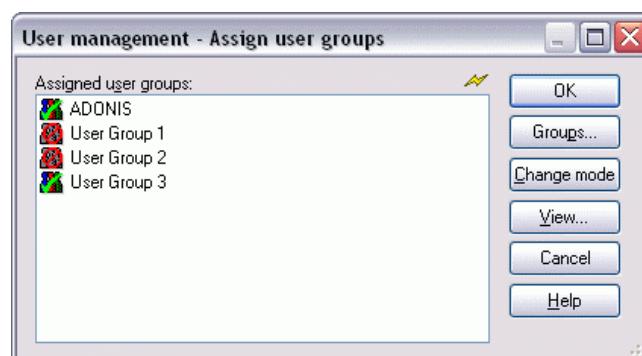 User management - Assign user groups
Assigned user groups:
ADONIS
User Group 1
User Group 2
User Group 3
OK
Groups...
Change mode
View...
Cancel
Help